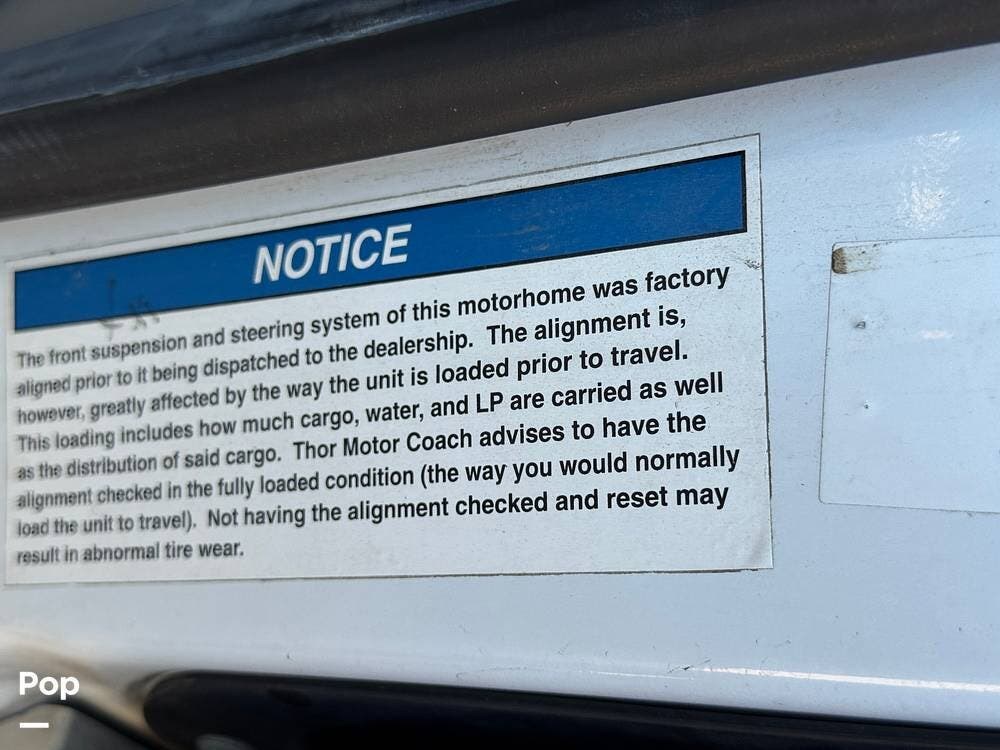 NOTICE
The front suspension and steering system of this motorhome was factory
aligned prior to it being dispatched to the dealership. The alignment is,
however, greatly affected by the way the unit is loaded prior to travel.
This loading includes how much cargo, water, and LP are carried as well
as the distribution of said cargo. Thor Motor Coach advises to have the
alignment checked in the fully loaded condition (the way you would normally
load the unit to travel). Not having the alignment checked and reset may
result in abnormal tire wear.
Pop